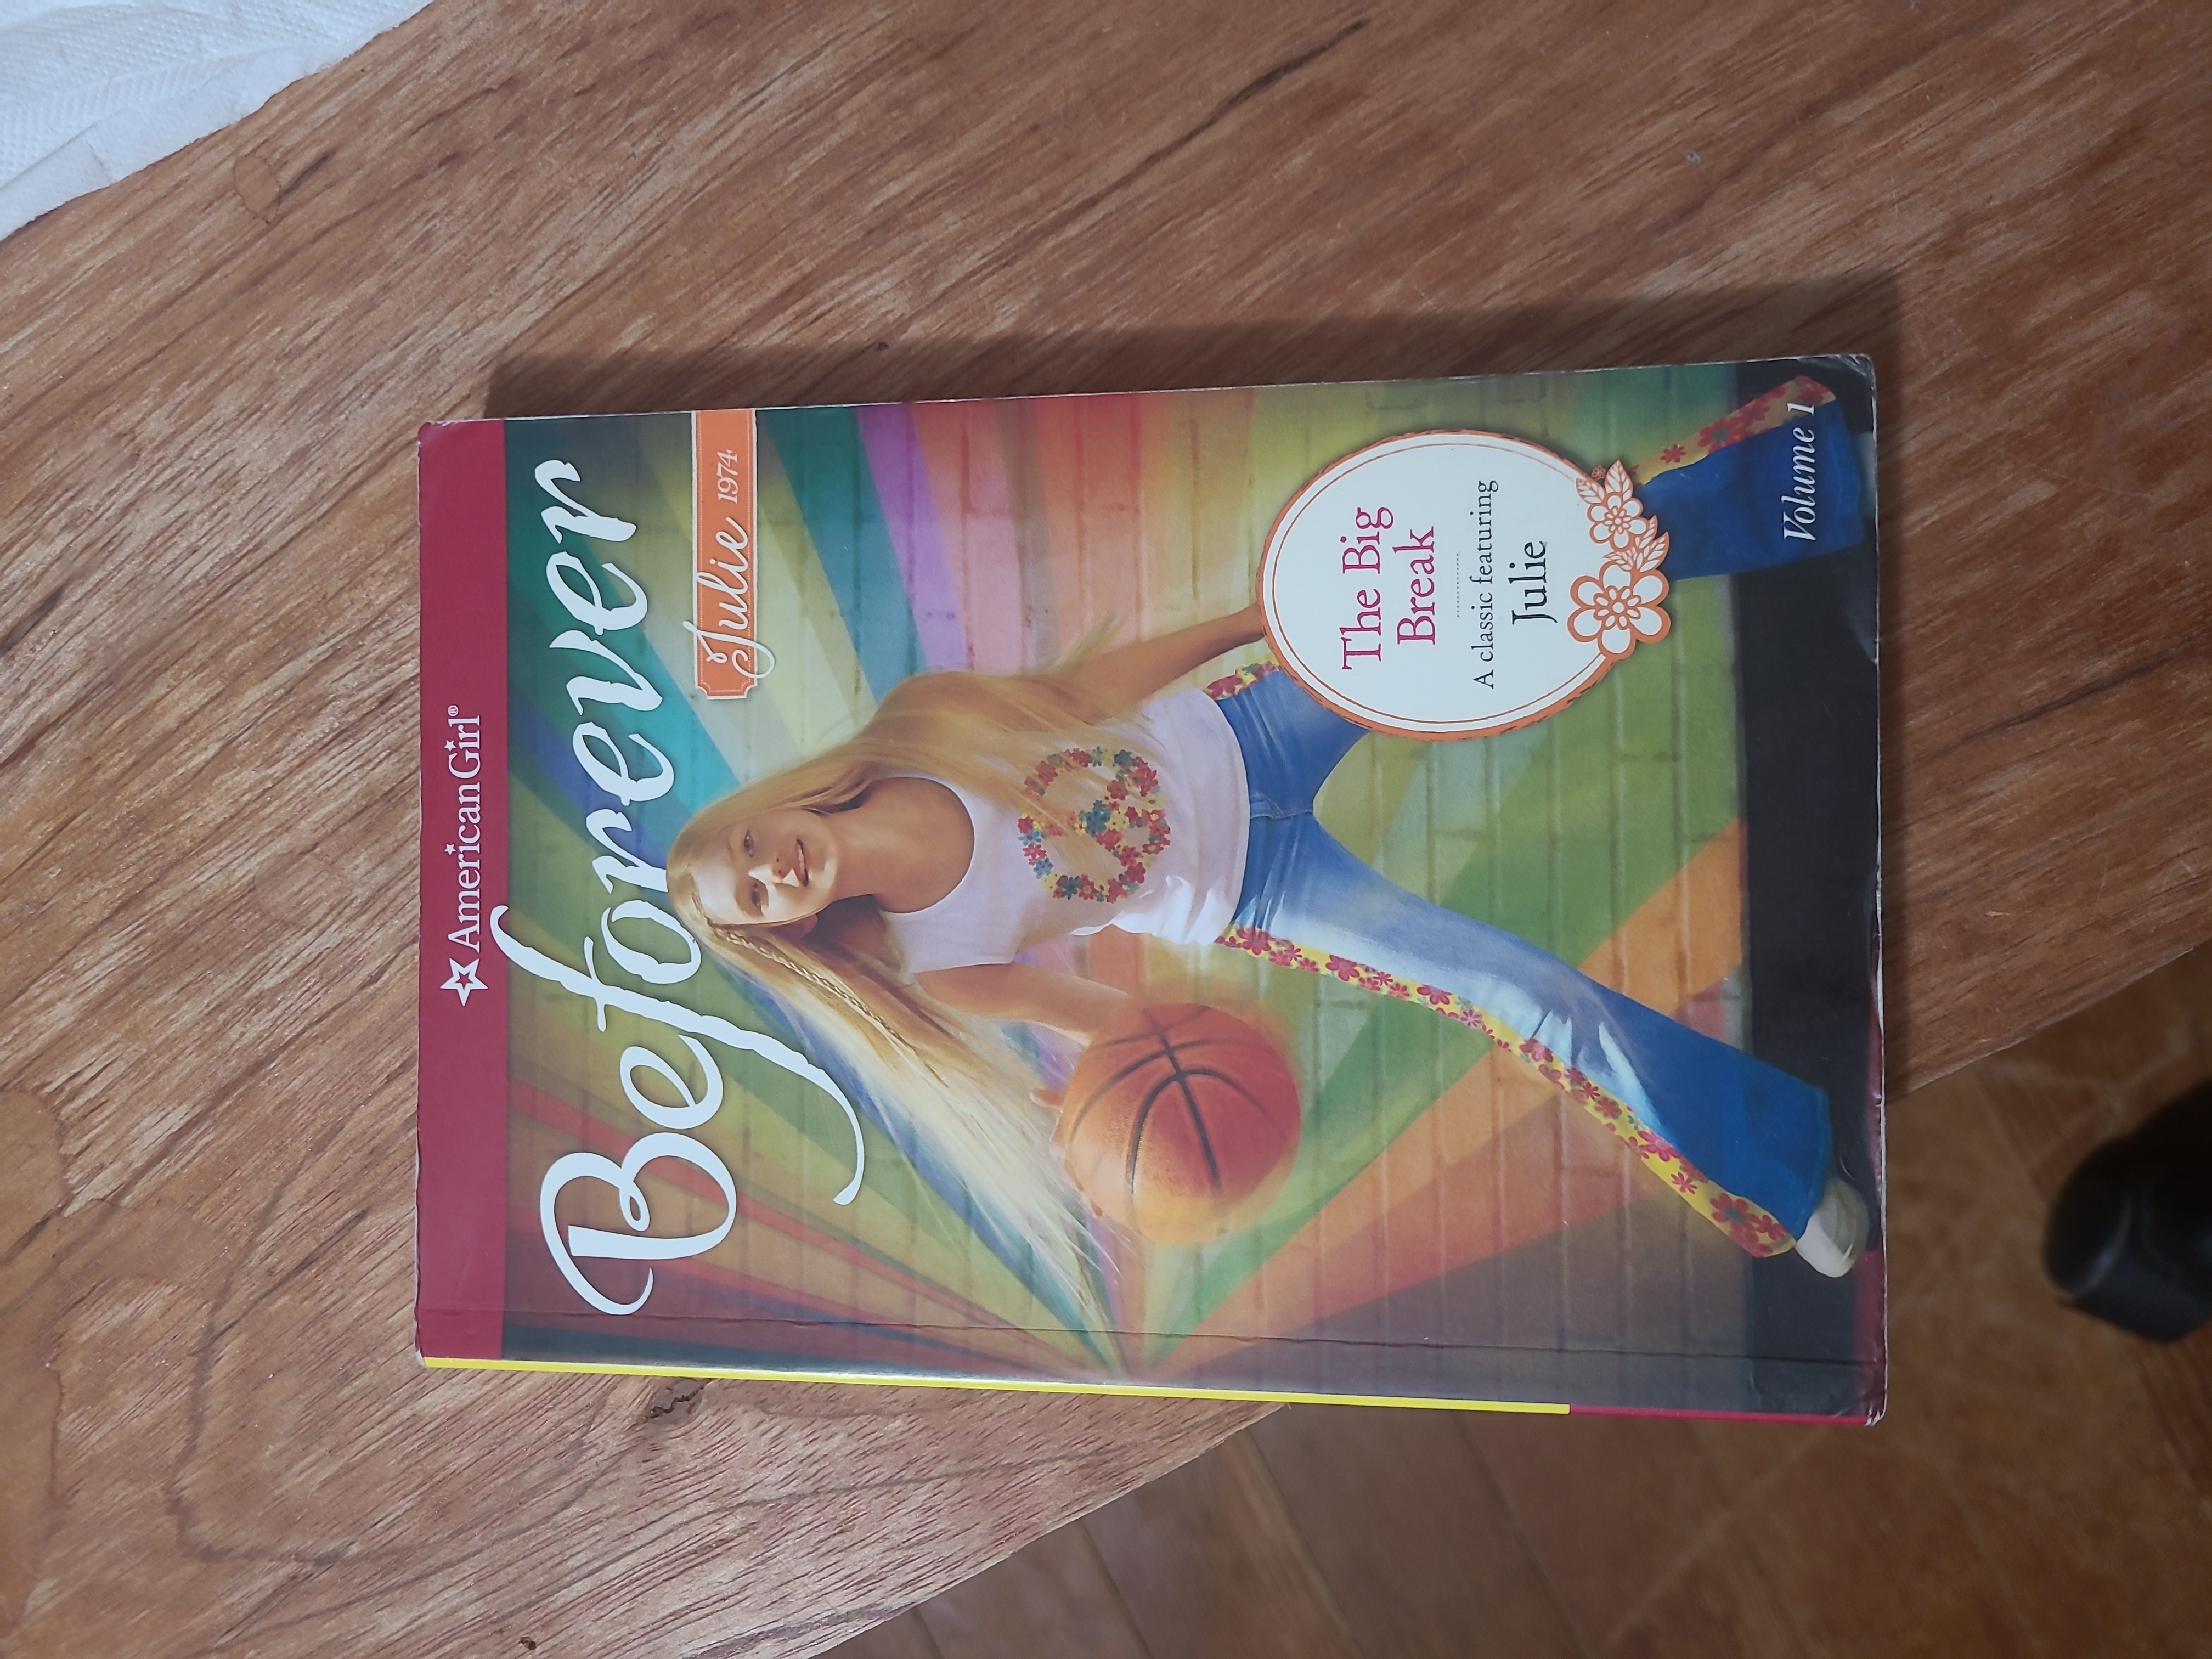 American Girl®
Beforever
Julie 1974
The Big
Break
A classic featuring
Julie
Volume 1